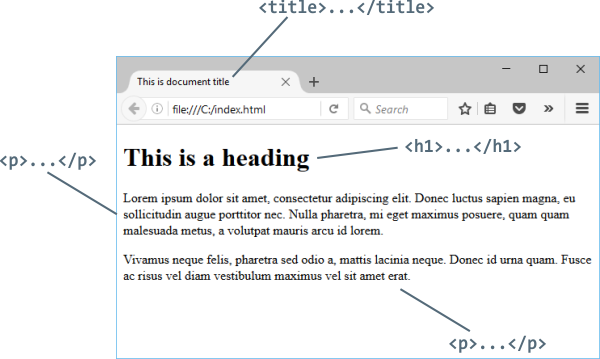 <title>...</title>
This is document title
file:///C:/index.html
Search
This is a heading
<h1>...</h1>
<p>...</p>
Lorem ipsum dolor sit amet, consectetur adipiscing elit. Donec luctus sapien magna, eu
sollicitudin augue porttitor nec. Nulla pharetra, mi eget maximus posuere, quam quam
malesuada metus, a volutpat mauris arcu id lorem.
Vivamus neque felis, pharetra sed odio a, mattis lacinia neque. Donec id urna quam. Fusce
ac risus vel diam vestibulum maximus vel sit amet erat.
<p>...</p>